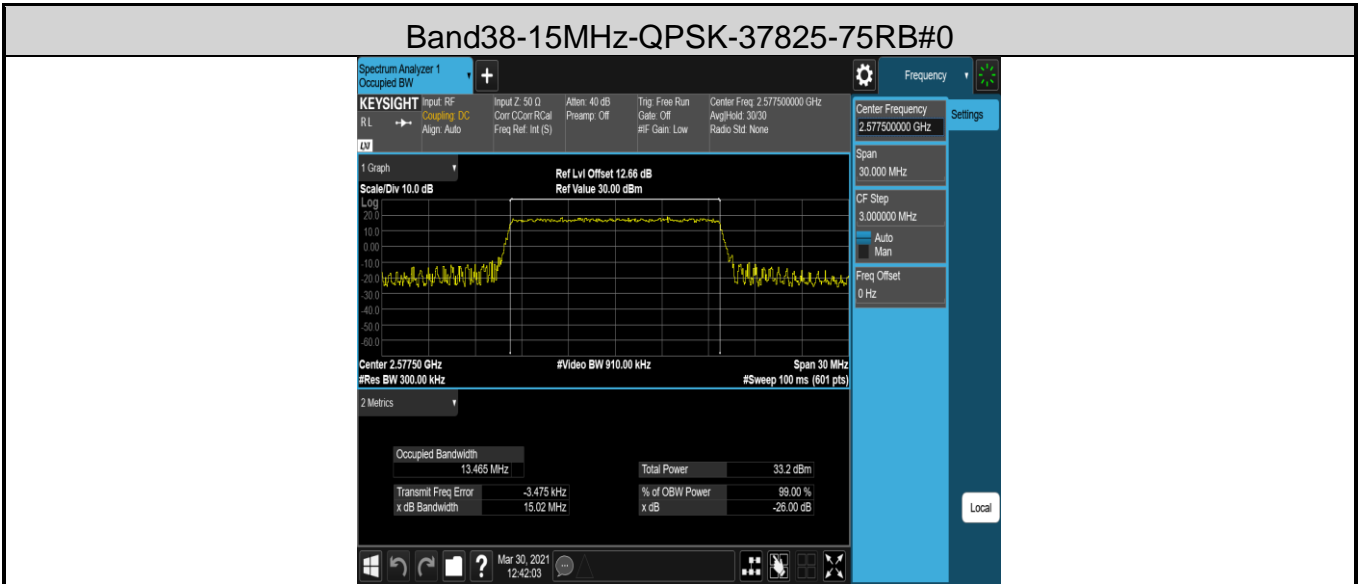 Band38-15MHz-QPSK-37825-75RB#0
Spectrum Analyzer 1
Occupied BW
+
Frequency
KEYSIGHT
RL
LXI
Input: RF
Coupling: DC
Align: Auto
Input Z: 50 Ω
Corr CCorr RCal
Freq Ref: Int (S)
Atten: 40 dB
Preamp: Off
Trig: Free Run
Gate: Off
#IF Gain: Low
Center Freq: 2.577500000 GHz
Avg|Hold: 30/30
Radio Std: None
Center Frequency
2.577500000 GHz
Settings
Span
30.000 MHz
CF Step
3.000000 MHz
Auto
Man
Freq Offset
0 Hz
Local
1 Graph
Ref Lvl Offset 12.66 dB
Scale/Div 10.0 dB
Ref Value 30.00 dBm
Log
20.0
10.0
0.00
-10.0
-20.0
-30.0
-40.0
-50.0
-60.0
Center 2.57750 GHz
#Video BW 910.00 kHz
Span 30 MHz
#Res BW 300.00 kHz
#Sweep 100 ms (601 pts)
2 Metrics
Occupied Bandwidth
13.465 MHz
Total Power 33.2 dBm
Transmit Freq Error -3.475 kHz
% of OBW Power 99.00 %
x dB Bandwidth 15.02 MHz
x dB -26.00 dB
?
Mar 30, 2021
12:42:03